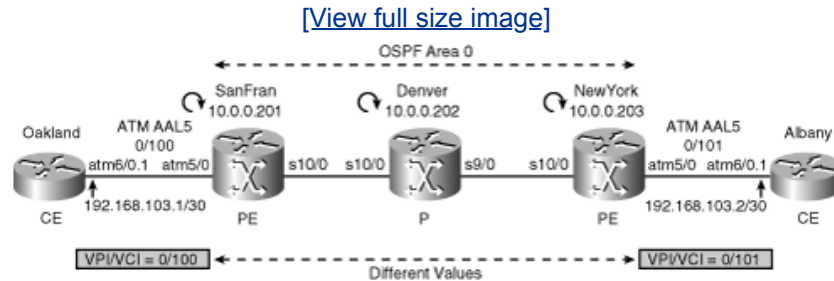 [View full size image]
OSPF Area 0
SanFran
10.0.0.201
Denver
10.0.0.202
NewYork
10.0.0.203
Oakland
ATM AAL5
0/100
ATM AAL5
0/101
Albany
atm6/0.1
atm5/0
s10/0
s10/0
s9/0
s10/0
atm5/0
atm6/0.1
192.168.103.1/30
192.168.103.2/30
CE
PE
P
PE
CE
VPI/VCI = 0/100
VPI/VCI = 0/101
Different Values